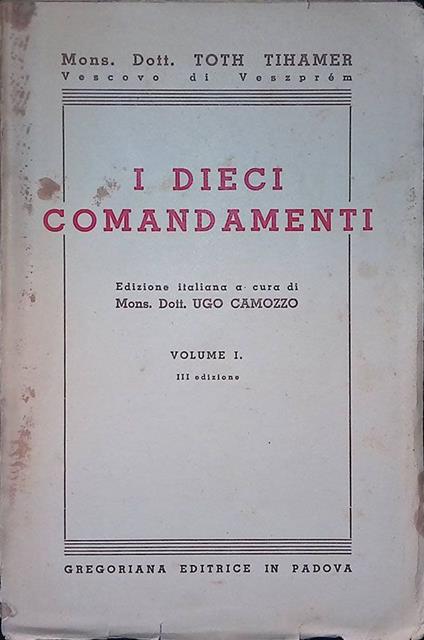 Mons. Dott. TOTH TIHAMER
Vescovo di Veszprém
I DIECI
COMANDAMENTI
Edizione italiana a cura di
Mons. Dott. UGO CAMOZZO
VOLUME I.
III edizione
GREGORIANA EDITRICE IN PADOVA